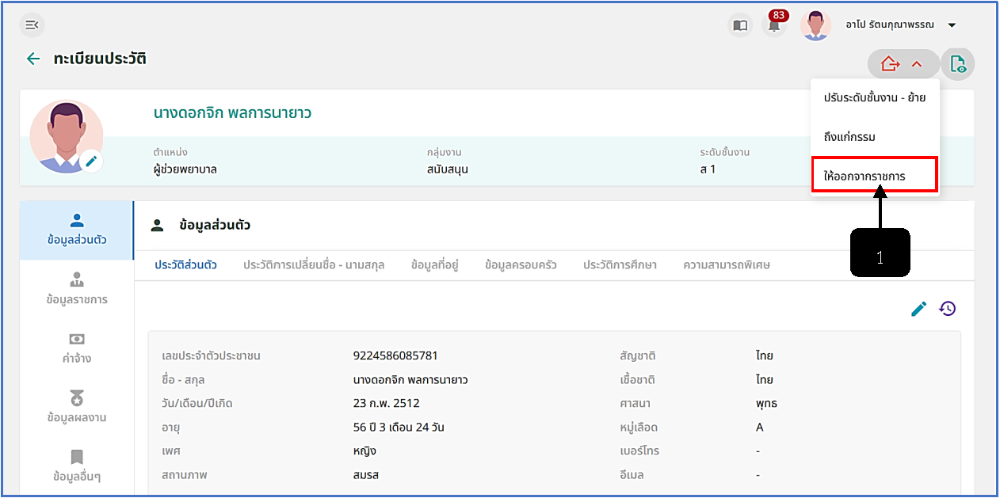 83
อาโป รัตนกุณาพรรณ
ทะเบียนประวัติ
ปรับระดับชั้นงาน - ย้าย
ถึงแก่กรรม
ให้ออกจากราชการ
1
นางดอกจิก พลการนายาว
ตำแหน่ง กลุ่มงาน ระดับชั้นงาน
ผู้ช่วยพยาบาล สนับสนุน ส 1
ข้อมูลส่วนตัว
ข้อมูลราชการ
ค่าจ้าง
ข้อมูลผลงาน
ข้อมูลอื่นๆ
ข้อมูลส่วนตัว
ประวัติส่วนตัว ประวัติการเปลี่ยนชื่อ - นามสกุล ข้อมูลที่อยู่ ข้อมูลครอบครัว ประวัติการศึกษา ความสามารถพิเศษ
เลขประจำตัวประชาชน 9224586085781 สัญชาติ ไทย
ชื่อ - สกุล นางดอกจิก พลการนายาว เชื้อชาติ ไทย
วัน/เดือน/ปีเกิด 23 ก.พ. 2512 ศาสนา พุทธ
อายุ 56 ปี 3 เดือน 24 วัน หมู่เลือด A
เพศ หญิง เบอร์โทร -
สถานภาพ สมรส อีเมล -